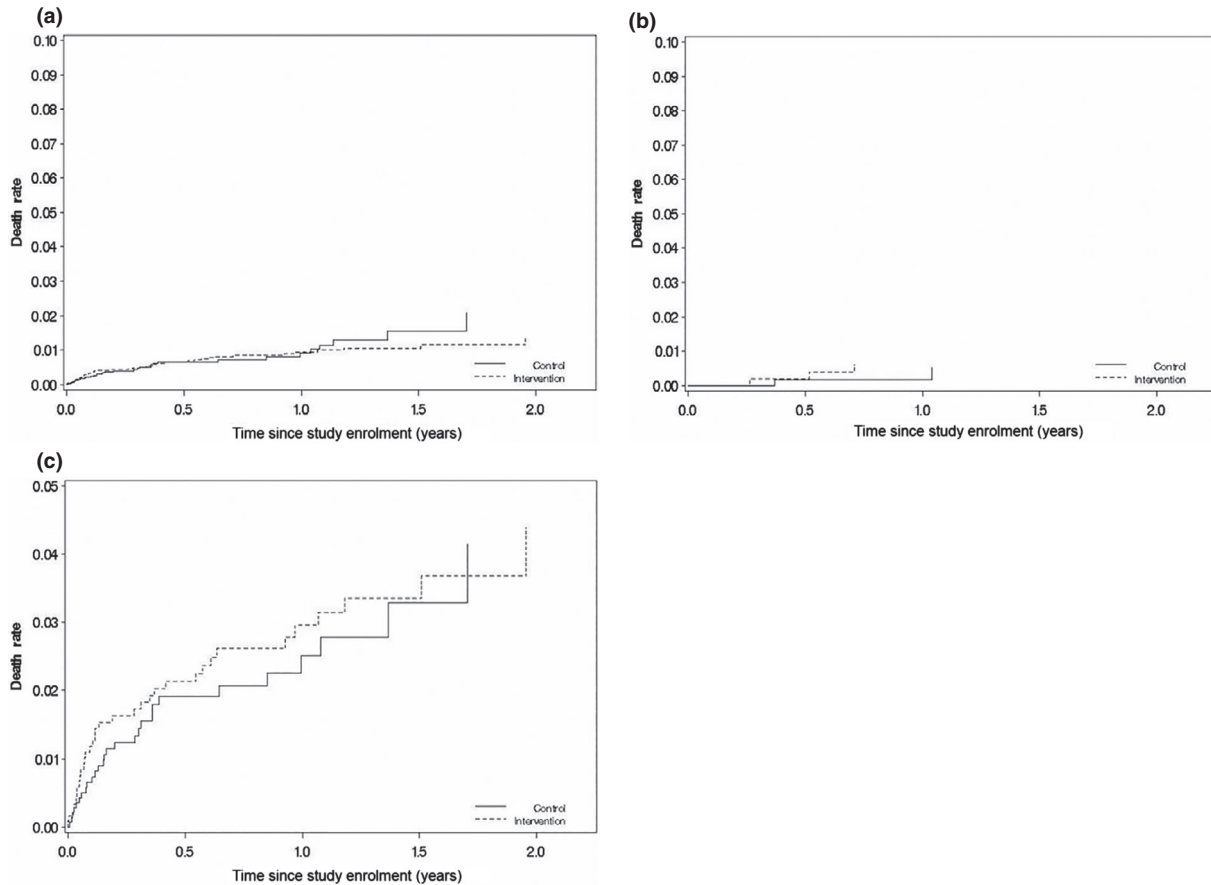 (a)
0.10
0.09
0.08
0.07
0.06
0.05
0.04
0.03
0.02
0.01
0.00
Death rate
0.0 0.5 1.0 1.5 2.0
Time since study enrolment (years)
Control
Intervention
(b)
0.10
0.09
0.08
0.07
0.06
0.05
0.04
0.03
0.02
0.01
0.00
Death rate
0.0 0.5 1.0 1.5 2.0
Time since study enrolment (years)
Control
Intervention
(c)
0.05
0.04
0.03
0.02
0.01
0.00
Death rate
0.0 0.5 1.0 1.5 2.0
Time since study enrolment (years)
Control
Intervention